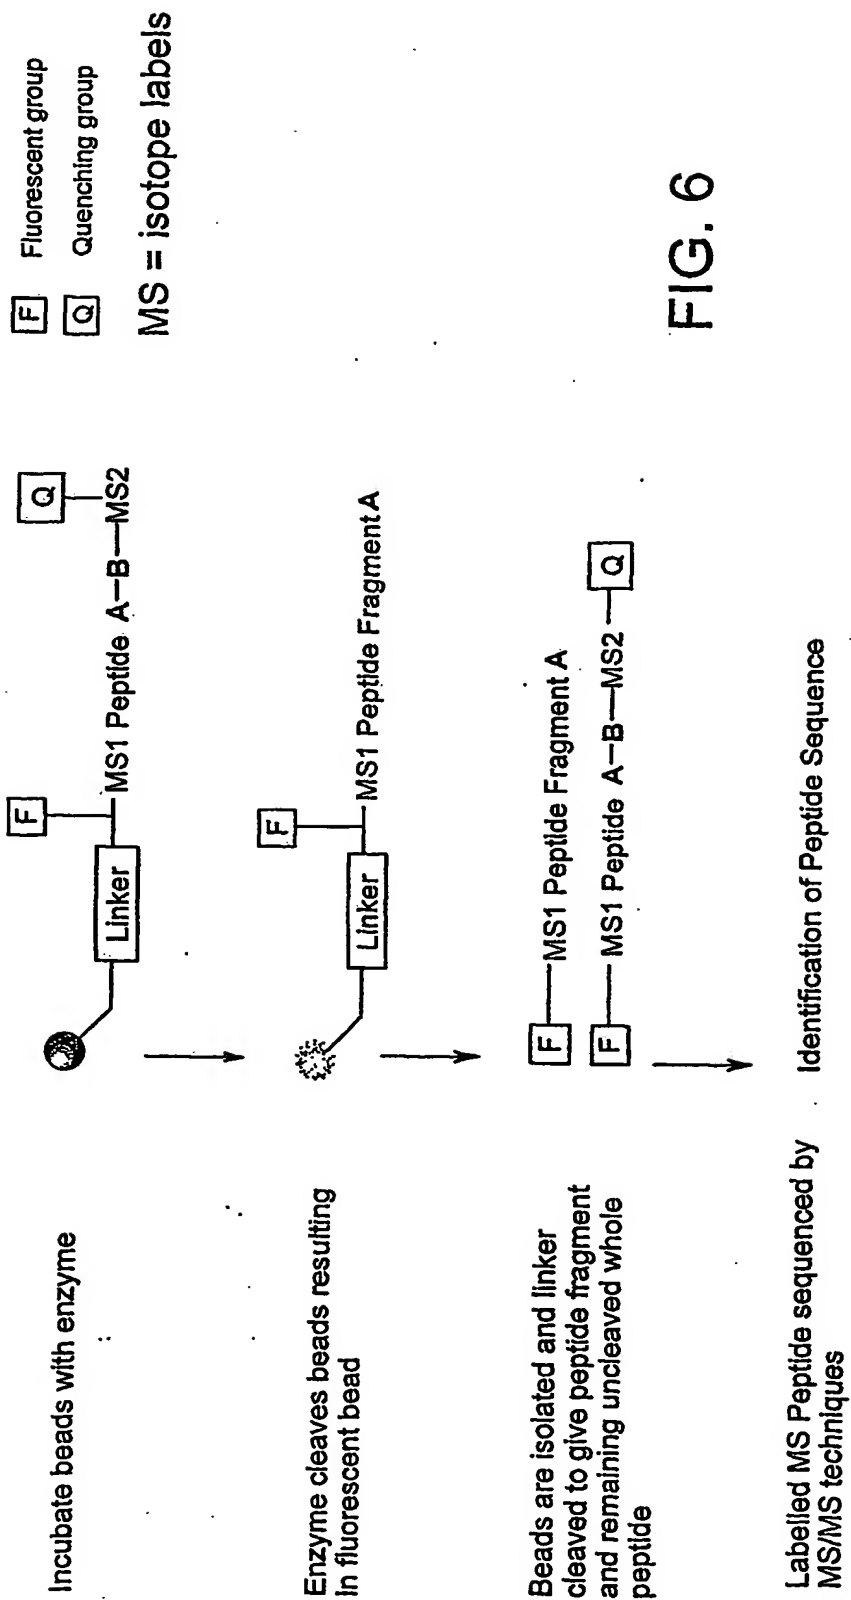 F Fluorescent group
Q Quenching group
MS = isotope labels
Incubate beads with enzyme
F
Q
Linker
MS1 Peptide A–B–MS2
Enzyme cleaves beads resulting
In fluorescent bead
F
Linker
MS1 Peptide Fragment A
Beads are isolated and linker
cleaved to give peptide fragment
and remaining uncleaved whole
peptide
F MS1 Peptide Fragment A
F MS1 Peptide A–B–MS2 Q
Labelled MS Peptide sequenced by
MS/MS techniques
Identification of Peptide Sequence
FIG. 6